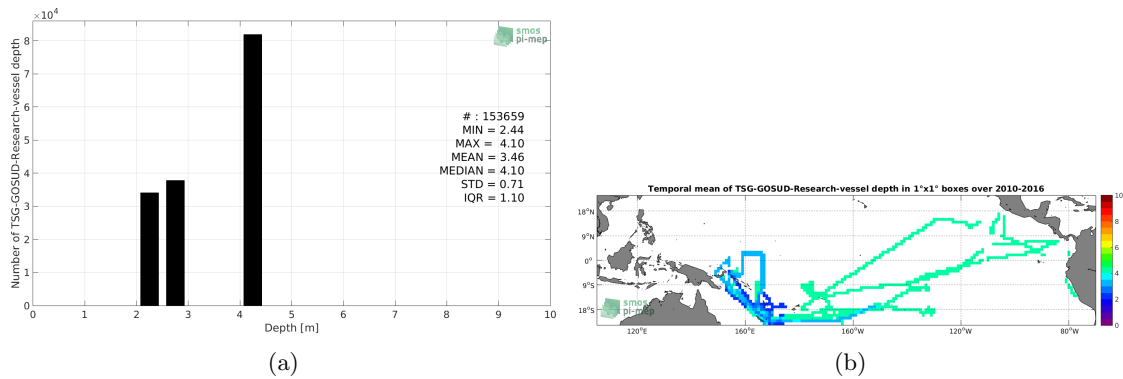 ×10⁴
8
7
6
5
4
3
2
1
0
Number of TSG-GOSUD-Research-vessel depth
smos
pi-mep
# : 153659
MIN = 2.44
MAX = 4.10
MEAN = 3.46
MEDIAN = 4.10
STD = 0.71
IQR = 1.10
0 1 2 3 4 5 6 7 8 9 10
Depth [m]
(a)
Temporal mean of TSG-GOSUD-Research-vessel depth in 1°x1° boxes over 2010-2016
18°N
9°N
0°
9°S
18°S
smos
pi-mep
120°E 160°E 160°W 120°W 80°W
10
8
6
4
2
0
(b)